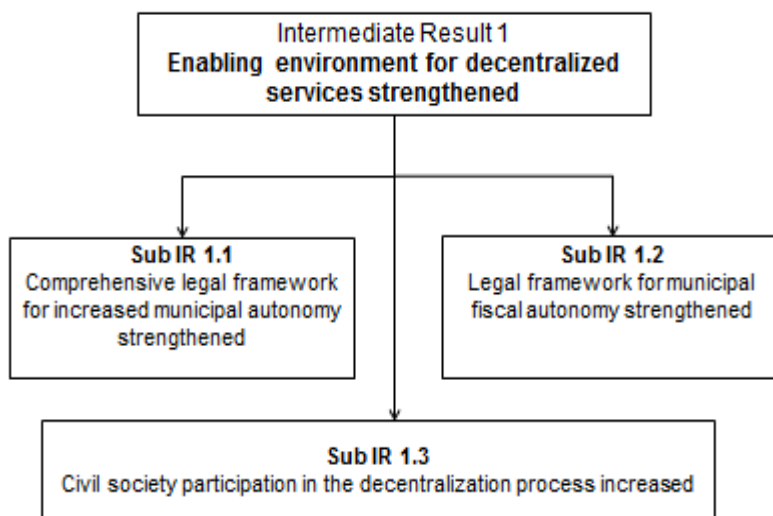 Intermediate Result 1
Enabling environment for decentralized
services strengthened
Sub IR 1.1
Comprehensive legal framework
for increased municipal autonomy
strengthened
Sub IR 1.2
Legal framework for municipal
fiscal autonomy strengthened
Sub IR 1.3
Civil society participation in the decentralization process increased